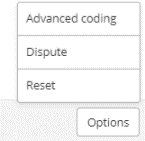 Advanced coding
Dispute
Reset
Options